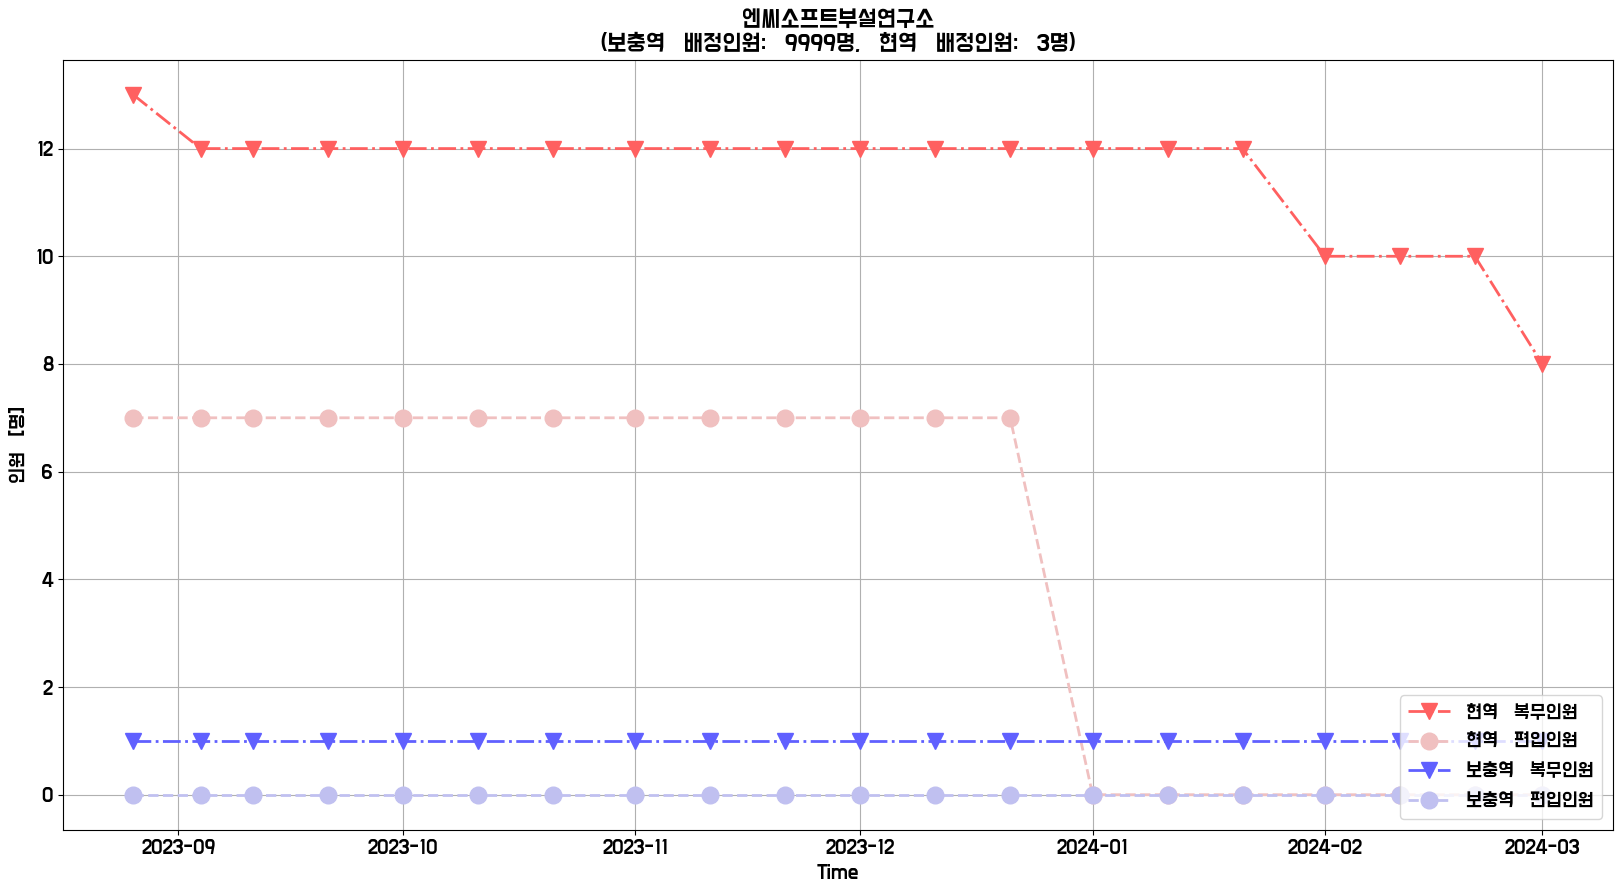 엔씨소프트부설연구소
(보충역 배정인원: 9999명, 현역 배정인원: 3명)
인원 [명]
12
10
8
6
4
2
0
현역 복무인원
현역 편입인원
보충역 복무인원
보충역 편입인원
2023-09
2023-10
2023-11
2023-12
2024-01
2024-02
2024-03
Time